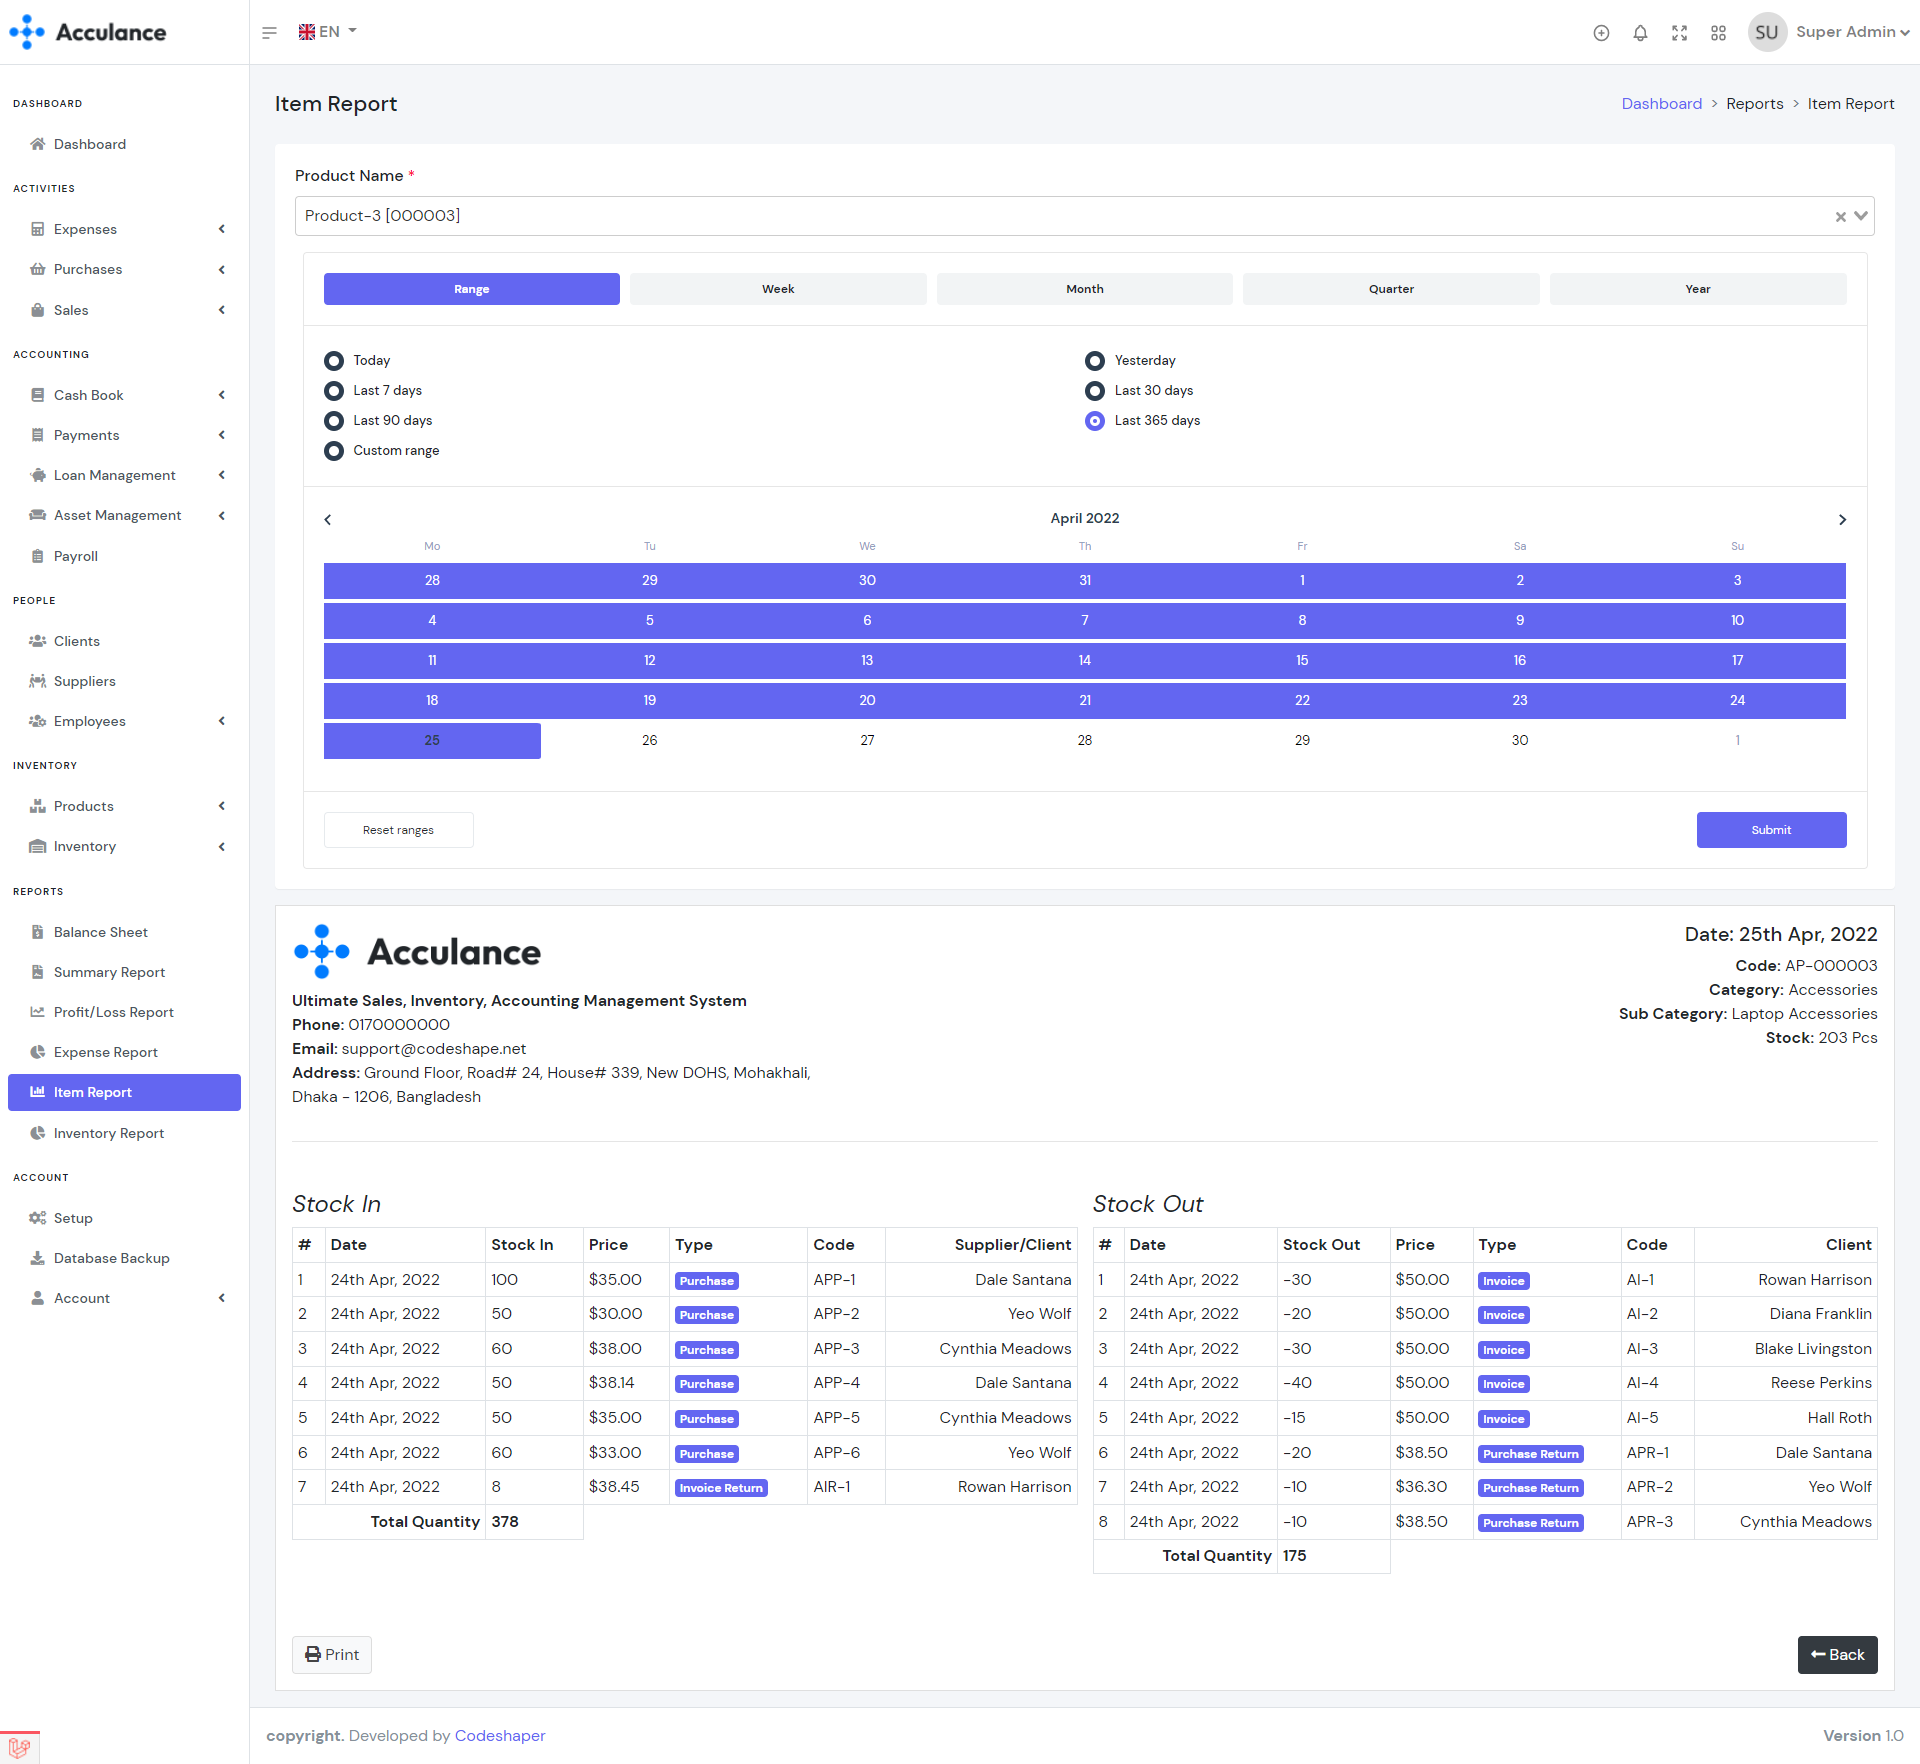 Acculance
EN
SU Super Admin
DASHBOARD
Dashboard
ACTIVITIES
Expenses
Purchases
Sales
ACCOUNTING
Cash Book
Payments
Loan Management
Asset Management
Payroll
PEOPLE
Clients
Suppliers
Employees
INVENTORY
Products
Inventory
REPORTS
Balance Sheet
Summary Report
Profit/Loss Report
Expense Report
Item Report
Inventory Report
ACCOUNT
Setup
Database Backup
Account
Item Report
Dashboard > Reports > Item Report
Product Name *
Product-3 [000003]
Range Week Month Quarter Year
Today Yesterday
Last 7 days Last 30 days
Last 90 days Last 365 days
Custom range
April 2022
Mo Tu We Th Fr Sa Su
28 29 30 31 1 2 3
4 5 6 7 8 9 10
11 12 13 14 15 16 17
18 19 20 21 22 23 24
25 26 27 28 29 30 1
Reset ranges Submit
Acculance
Ultimate Sales, Inventory, Accounting Management System
Phone: 0170000000
Email: support@codeshape.net
Address: Ground Floor, Road# 24, House# 339, New DOHS, Mohakhali,
Dhaka - 1206, Bangladesh
Date: 25th Apr, 2022
Code: AP-000003
Category: Accessories
Sub Category: Laptop Accessories
Stock: 203 Pcs
Stock In
# Date Stock In Price Type Code Supplier/Client
1 24th Apr, 2022 100 $35.00 Purchase APP-1 Dale Santana
2 24th Apr, 2022 50 $30.00 Purchase APP-2 Yeo Wolf
3 24th Apr, 2022 60 $38.00 Purchase APP-3 Cynthia Meadows
4 24th Apr, 2022 50 $38.14 Purchase APP-4 Dale Santana
5 24th Apr, 2022 50 $35.00 Purchase APP-5 Cynthia Meadows
6 24th Apr, 2022 60 $33.00 Purchase APP-6 Yeo Wolf
7 24th Apr, 2022 8 $38.45 Invoice Return AIR-1 Rowan Harrison
Total Quantity 378
Stock Out
# Date Stock Out Price Type Code Client
1 24th Apr, 2022 -30 $50.00 Invoice AI-1 Rowan Harrison
2 24th Apr, 2022 -20 $50.00 Invoice AI-2 Diana Franklin
3 24th Apr, 2022 -30 $50.00 Invoice AI-3 Blake Livingston
4 24th Apr, 2022 -40 $50.00 Invoice AI-4 Reese Perkins
5 24th Apr, 2022 -15 $50.00 Invoice AI-5 Hall Roth
6 24th Apr, 2022 -20 $38.50 Purchase Return APR-1 Dale Santana
7 24th Apr, 2022 -10 $36.30 Purchase Return APR-2 Yeo Wolf
8 24th Apr, 2022 -10 $38.50 Purchase Return APR-3 Cynthia Meadows
Total Quantity 175
Print Back
copyright. Developed by Codeshaper
Version 1.0